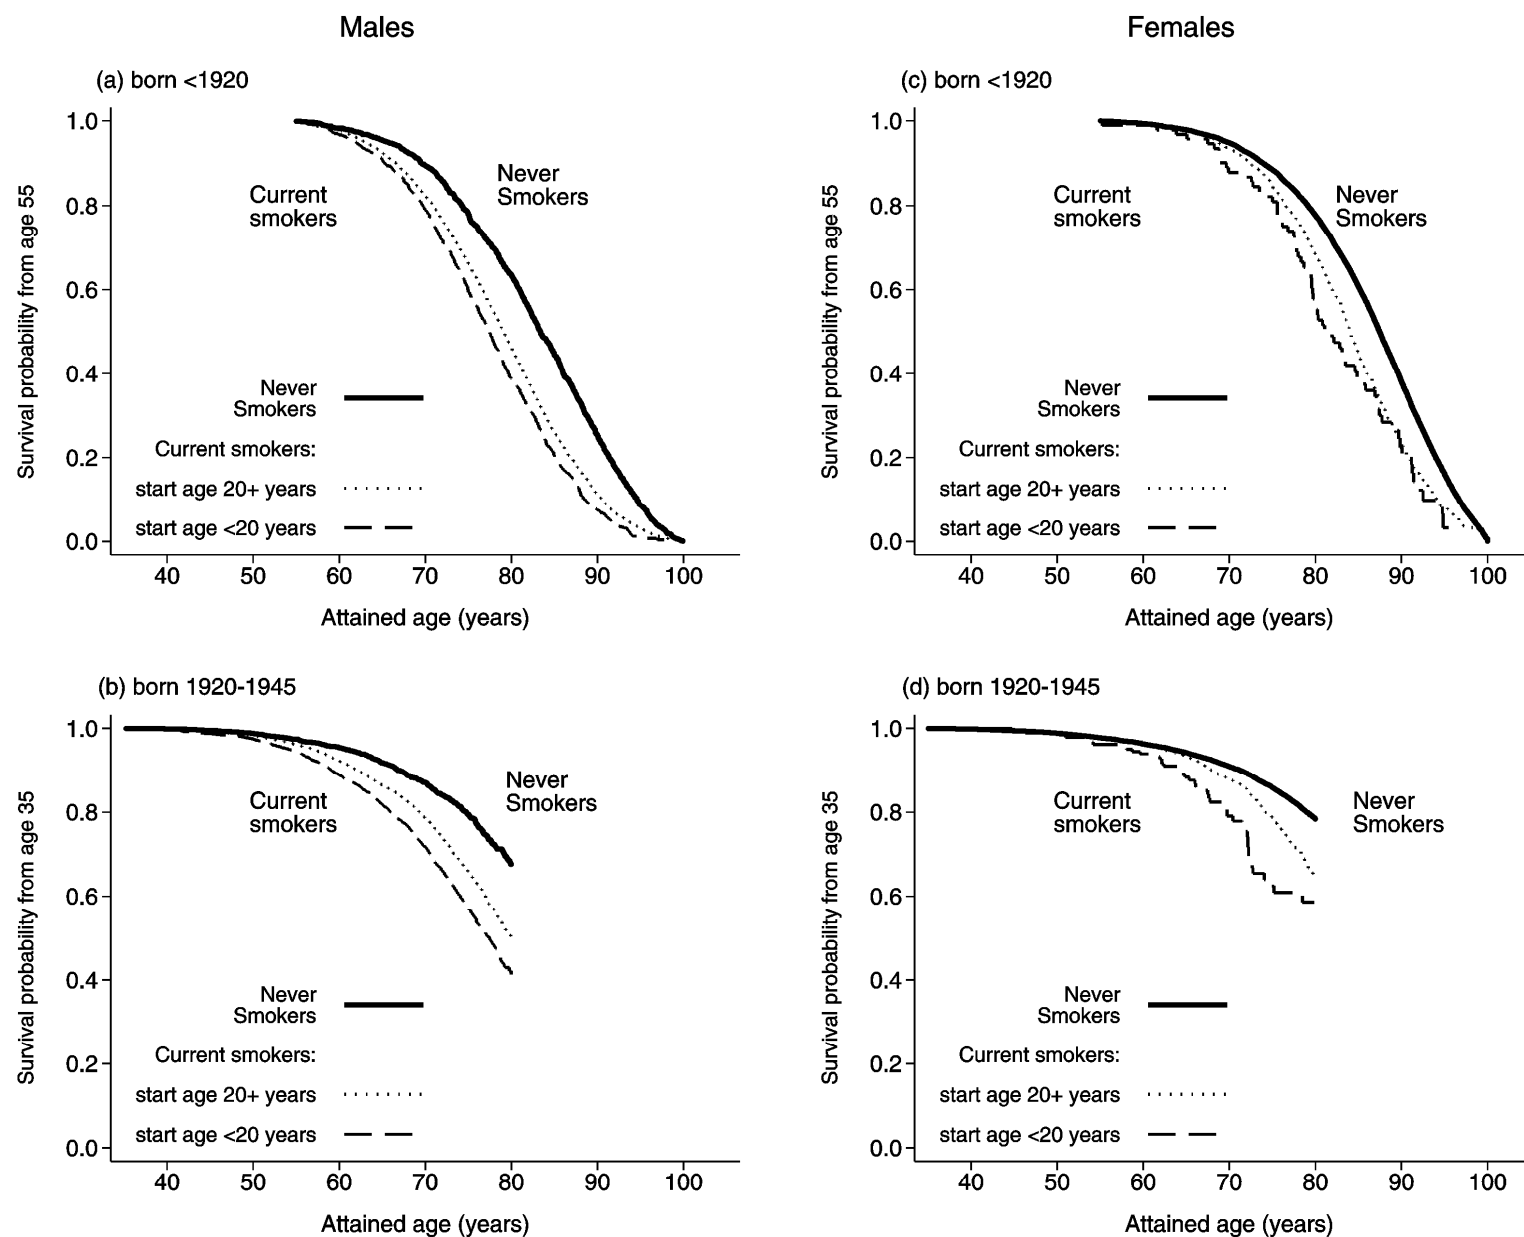 Males
Females
(a) born <1920
1.0
0.8
0.6
0.4
0.2
0.0
Survival probability from age 55
Current
smokers
Never
Smokers
Never
Smokers
Current smokers:
start age 20+ years
start age <20 years
40 50 60 70 80 90 100
Attained age (years)
(c) born <1920
1.0
0.8
0.6
0.4
0.2
0.0
Survival probability from age 55
Current
smokers
Never
Smokers
Never
Smokers
Current smokers:
start age 20+ years
start age <20 years
40 50 60 70 80 90 100
Attained age (years)
(b) born 1920-1945
1.0
0.8
0.6
0.4
0.2
0.0
Survival probability from age 35
Current
smokers
Never
Smokers
Never
Smokers
Current smokers:
start age 20+ years
start age <20 years
40 50 60 70 80 90 100
Attained age (years)
(d) born 1920-1945
1.0
0.8
0.6
0.4
0.2
0.0
Survival probability from age 35
Current
smokers
Never
Smokers
Never
Smokers
Current smokers:
start age 20+ years
start age <20 years
40 50 60 70 80 90 100
Attained age (years)